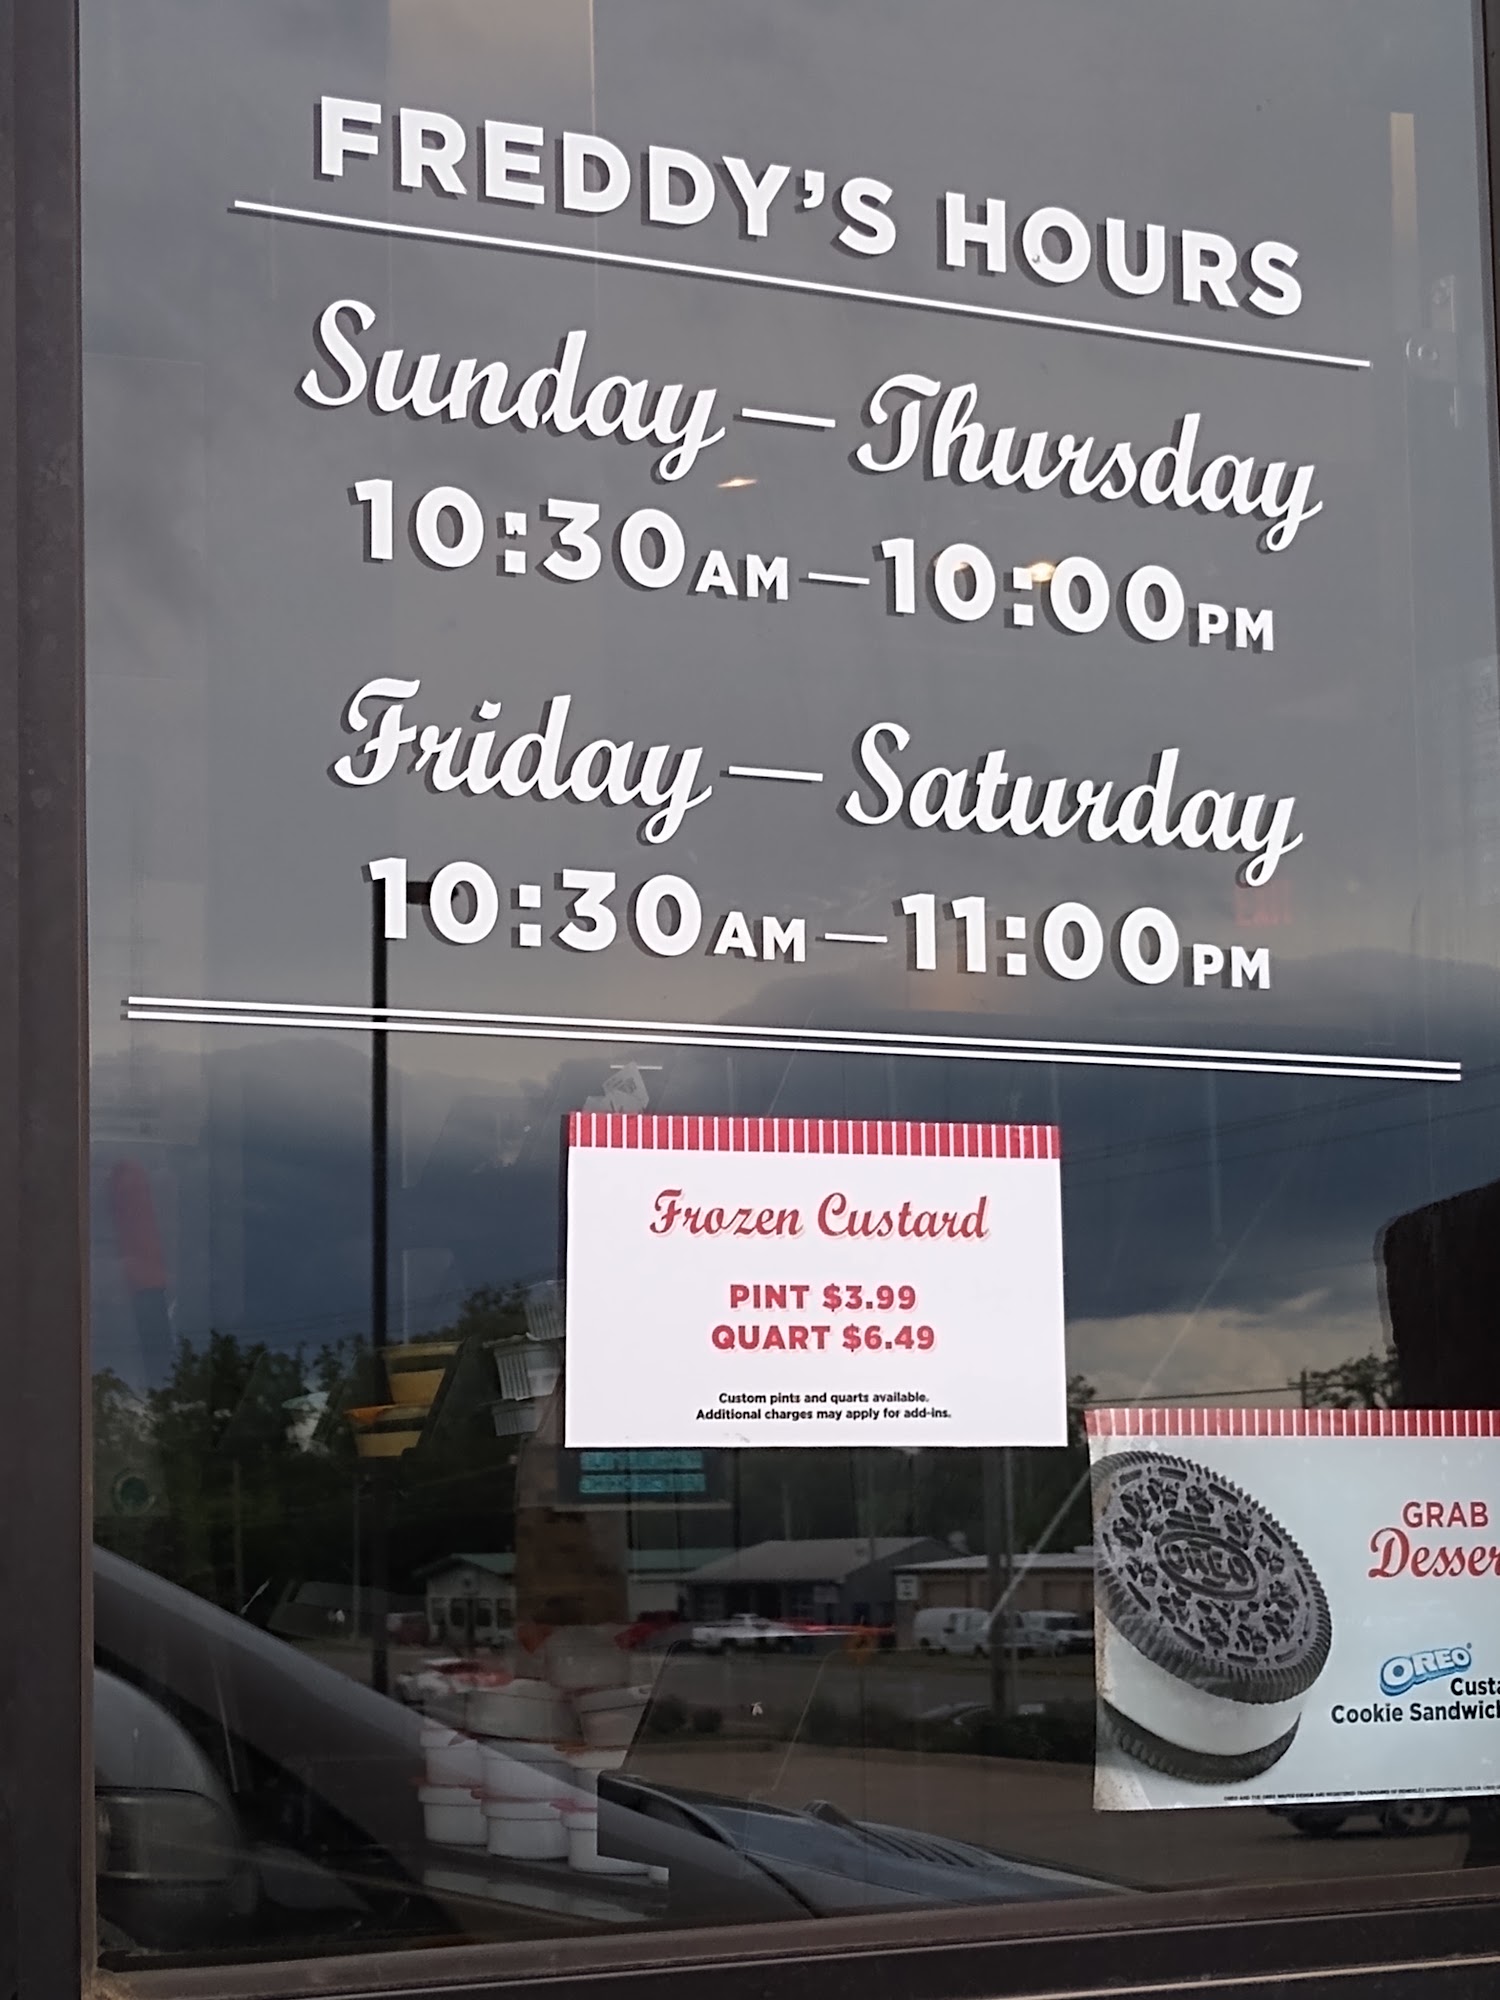 FREDDY'S HOURS
Sunday — Thursday
10:30AM — 10:00PM
Friday — Saturday
10:30AM — 11:00PM
Frozen Custard
PINT $3.99
QUART $6.49
Custom pints and quarts available.
Additional charges may apply for add-ins.
GRAB
OREO
OREO
Cookie